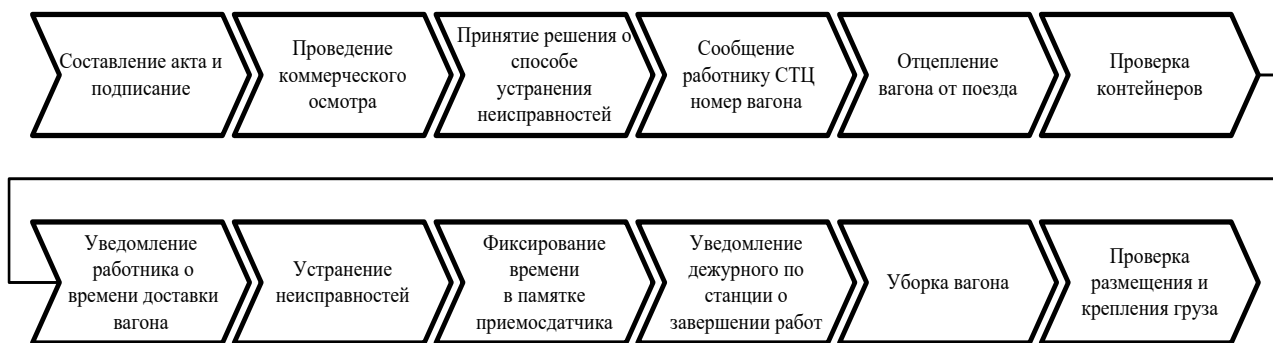 Составление акта и
подписание
Проведение
коммерческого
осмотра
Принятие решения о
способе
устранения
неисправностей
Сообщение
работнику СТЦ
номер вагона
Отцепление
вагона от поезда
Проверка
контейнеров
Уведомление
работника о
времени доставки
вагона
Устранение
неисправностей
Фиксирование
времени
в памятке
приемосдатчика
Уведомление
дежурного по
станции о
завершении работ
Уборка вагона
Проверка
размещения и
крепления груза